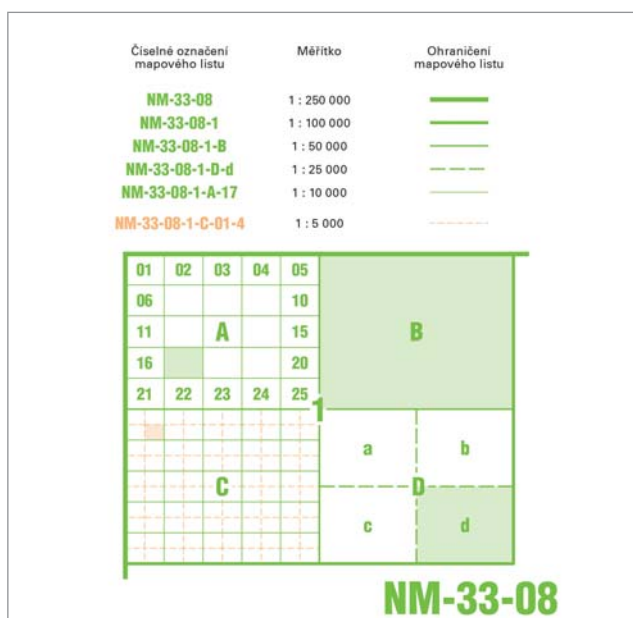 Číselné označení Měřítko Ohraničení
mapového listu mapového listu
NM-33-08 1 : 250 000
NM-33-08-1 1 : 100 000
NM-33-08-1-B 1 : 50 000
NM-33-08-1-D-d 1 : 25 000
NM-33-08-1-A-17 1 : 10 000
NM-33-08-1-C-01-4 1 : 5 000
01 02 03 04 05
06 10
11 A 15 B
16 20
21 22 23 24 25
1
a b
C D
c d
NM-33-08